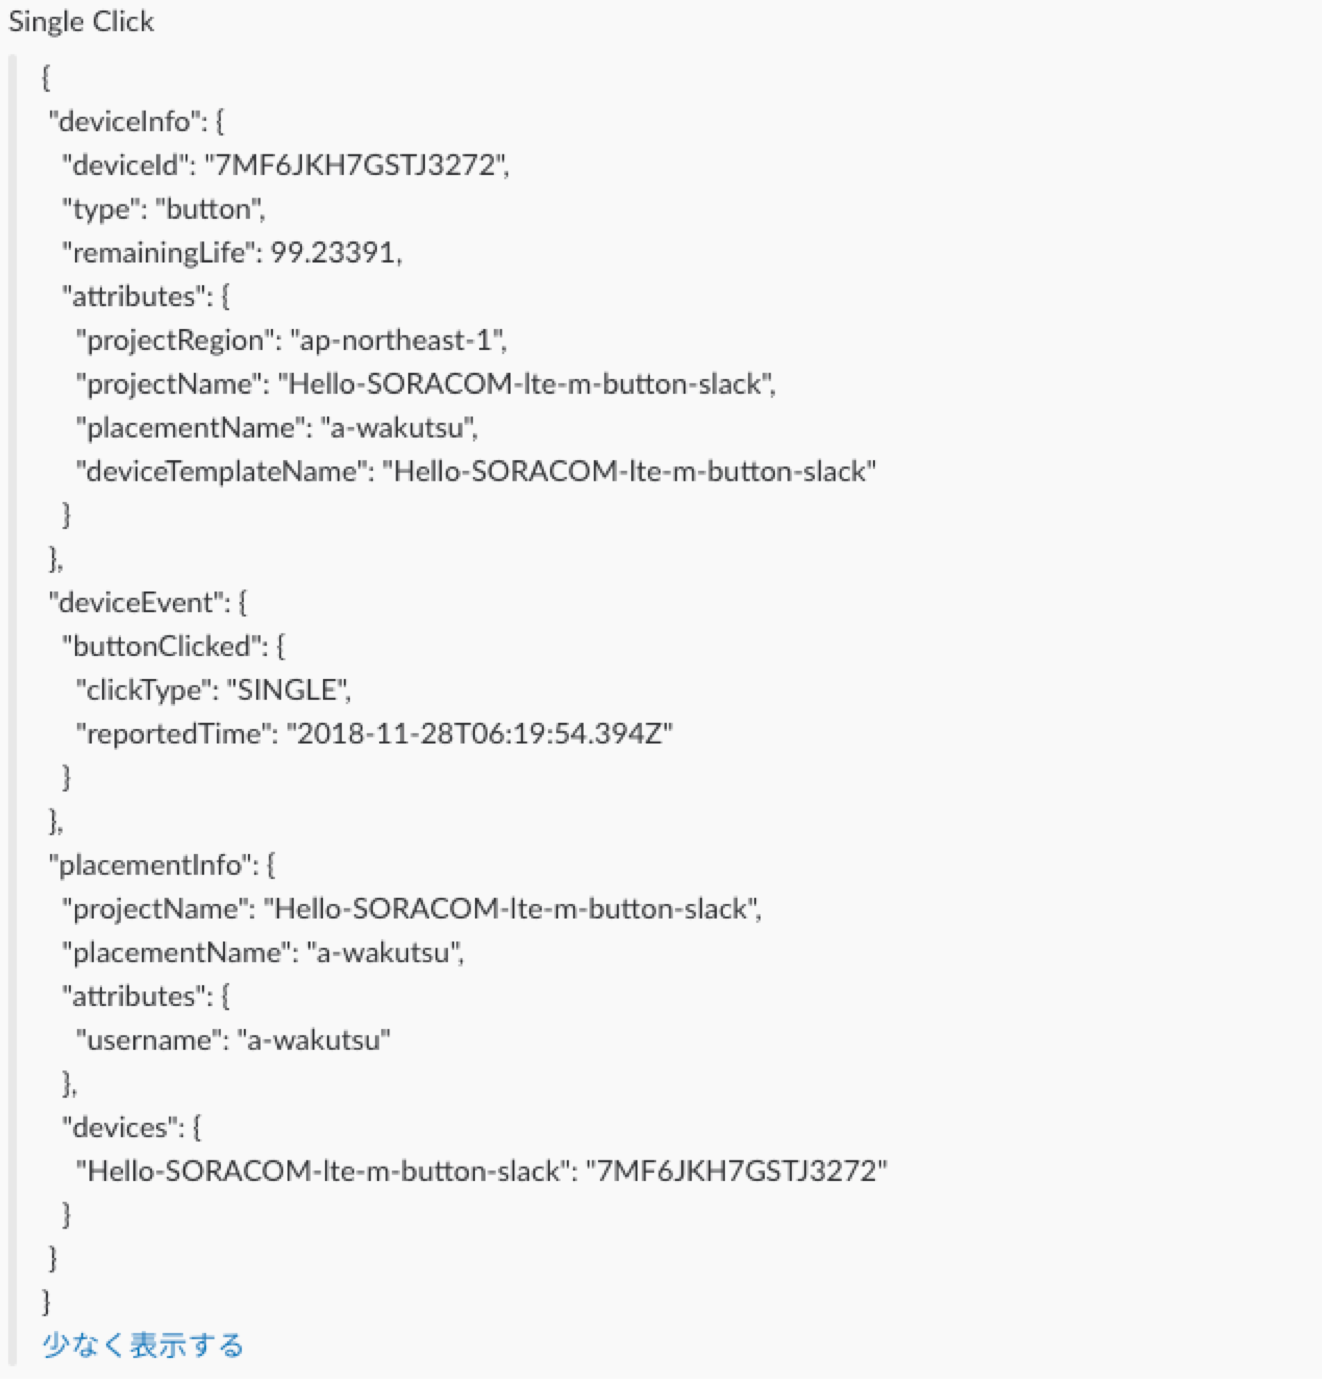 Single Click
{
"deviceInfo": {
"deviceId": "7MF6JKH7GSTJ3272",
"type": "button",
"remainingLife": 99.23391,
"attributes": {
"projectRegion": "ap-northeast-1",
"projectName": "Hello-SORACOM-lte-m-button-slack",
"placementName": "a-wakutsu",
"deviceTemplateName": "Hello-SORACOM-lte-m-button-slack"
}
},
"deviceEvent": {
"buttonClicked": {
"clickType": "SINGLE",
"reportedTime": "2018-11-28T06:19:54.394Z"
}
},
"placementInfo": {
"projectName": "Hello-SORACOM-lte-m-button-slack",
"placementName": "a-wakutsu",
"attributes": {
"username": "a-wakutsu"
},
"devices": {
"Hello-SORACOM-lte-m-button-slack": "7MF6JKH7GSTJ3272"
}
}
}
少なく表示する